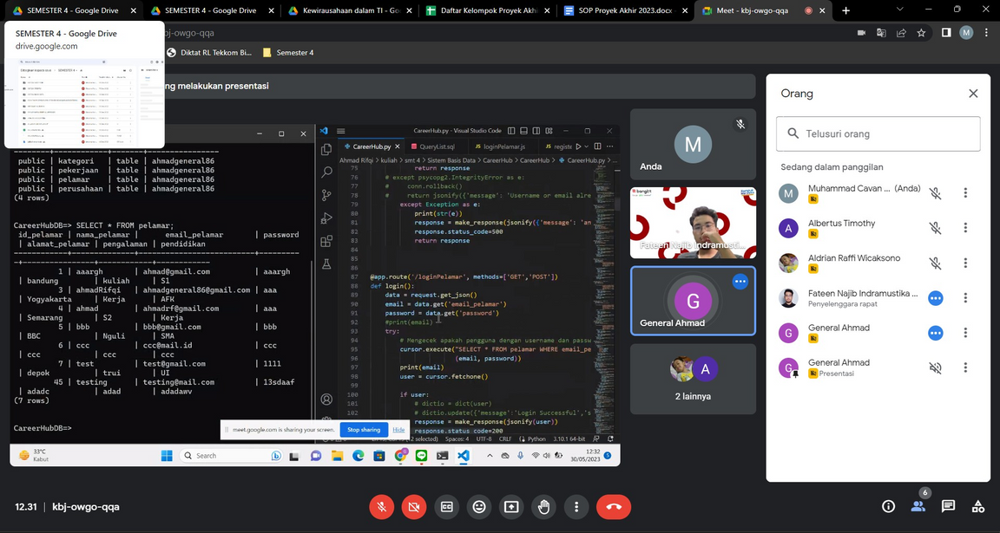 SEMESTER 4 - Google Drive
SEMESTER 4 - Google Drive
Kewirausahaan dalam TI - Go
Daftar Kelompok Proyek Akhi
SOP Proyek Akhir 2023.docx
Meet - kbj-owgo-qqa
SEMESTER 4 - Google Drive
drive.google.com
bj-owgo-qqa
M
Diktat RL Tekkom Bi...
Semester 4
ng melakukan presentasi
public | kategori | table | ahmadgeneral86
public | pekerjaan | table | ahmadgeneral86
public | pelamar | table | ahmadgeneral86
public | perusahaan | table | ahmadgeneral86
(4 rows)
CareerHubDB=> SELECT * FROM pelamar;
id_pelamar | nama_pelamar | email_pelamar | password
| alamat_pelamar | pengalaman | pendidikan
1 | aaargh | ahmad@gmail.com | aaargh
| bandung | kuliah | S1
3 | ahmadRifqi | ahmadgeneral86@gmail.com | aaa
| Yogyakarta | Kerja | AFK
4 | ahmad | ahmadrf@gmail.com | aaa
| Semarang | S2 | Kerja
5 | bbb | bbb@gmail.com | bbb
| BBC | Nguli | SMA
6 | ccc | ccc@mail.id | ccc
| ccc | ccc | ccc
7 | test | test@gmail.com | 1111
| depok | trui | UI
45 | testing | testing@mail.com | 13sdaaf
| adadc | adad | adadawv
(7 rows)
CareerHubDB=>
CareerHub.py - Visual Studio Code
CareerHub.py
QueryList.sql
JS loginPelamar.js
JS registe
Ahmad Rifqi > kuliah > smt 4 > Sistem Basis Data > CareerHub > CareerHub > CareerHub.py > ...
75 return response
76 # except psycopg2.IntegrityError as e:
77 # conn.rollback()
78 # return jsonify({'message': 'Username or email alre
79 except Exception as e:
80 print(str(e))
81 response = make_response(jsonify({'message': 'an
82 response.status_code=500
83 return response
84
85
86
87 @app.route('/loginPelamar', methods=['GET','POST'])
88 def login():
89 data = request.get_json()
90 email = data.get('email_pelamar')
91 password = data.get('password')
92 #print(email)
93 try:
94 # Mengecek apakah pengguna dengan username dan passw
95 cursor.execute("SELECT * FROM pelamar WHERE email_pe
96 (email, password))
97 print(email)
98 user = cursor.fetchone()
99
100 if user:
101 # dictio = dict(user)
102 # dictio.update({'message':'Login Successful','s
103 response = make_response(jsonify(user))
104 response.status_code=200
meet.google.com is sharing your screen.
Stop sharing
Hide
selected) Spaces: 4 UTF-8 CRLF Python 3.10.1 64-bit
33°C
Kabut
Search
12:32
30/05/2023
5
M
Anda
Fateen Najib Indramusti...
G
General Ahmad
A
2 lainnya
Orang
Telusuri orang
Sedang dalam panggilan
M
Muhammad Cavan ... (Anda)
A
Albertus Timothy
Aldrian Raffi Wicaksono
Fateen Najib Indramustika ...
Penyelenggara rapat
G
General Ahmad
G
General Ahmad
Presentasi
12.31 | kbj-owgo-qqa
6